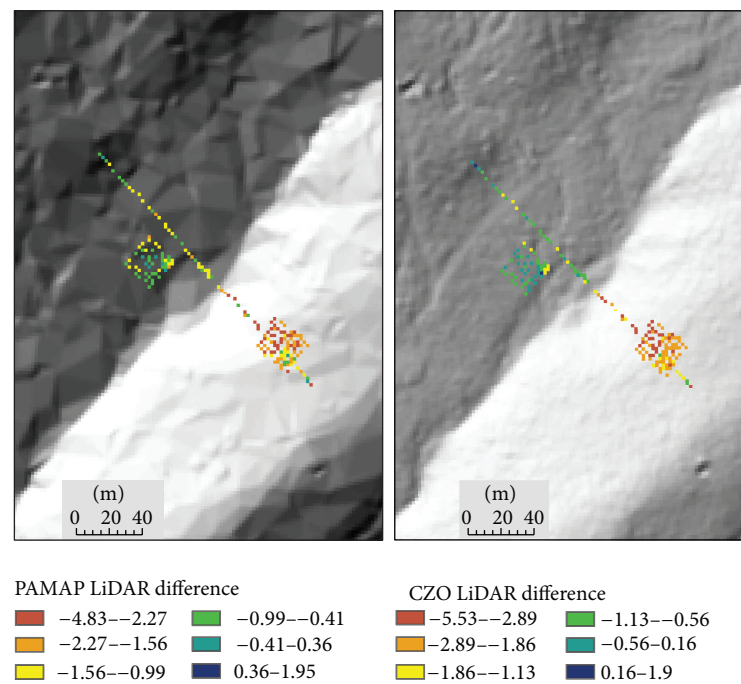 (m)
0 20 40
(m)
0 20 40
PAMAP LiDAR difference
−4.83–−2.27
−2.27–−1.56
−1.56–−0.99
−0.99–−0.41
−0.41–0.36
0.36–1.95
CZO LiDAR difference
−5.53–−2.89
−2.89–−1.86
−1.86–−1.13
−1.13–−0.56
−0.56–0.16
0.16–1.9